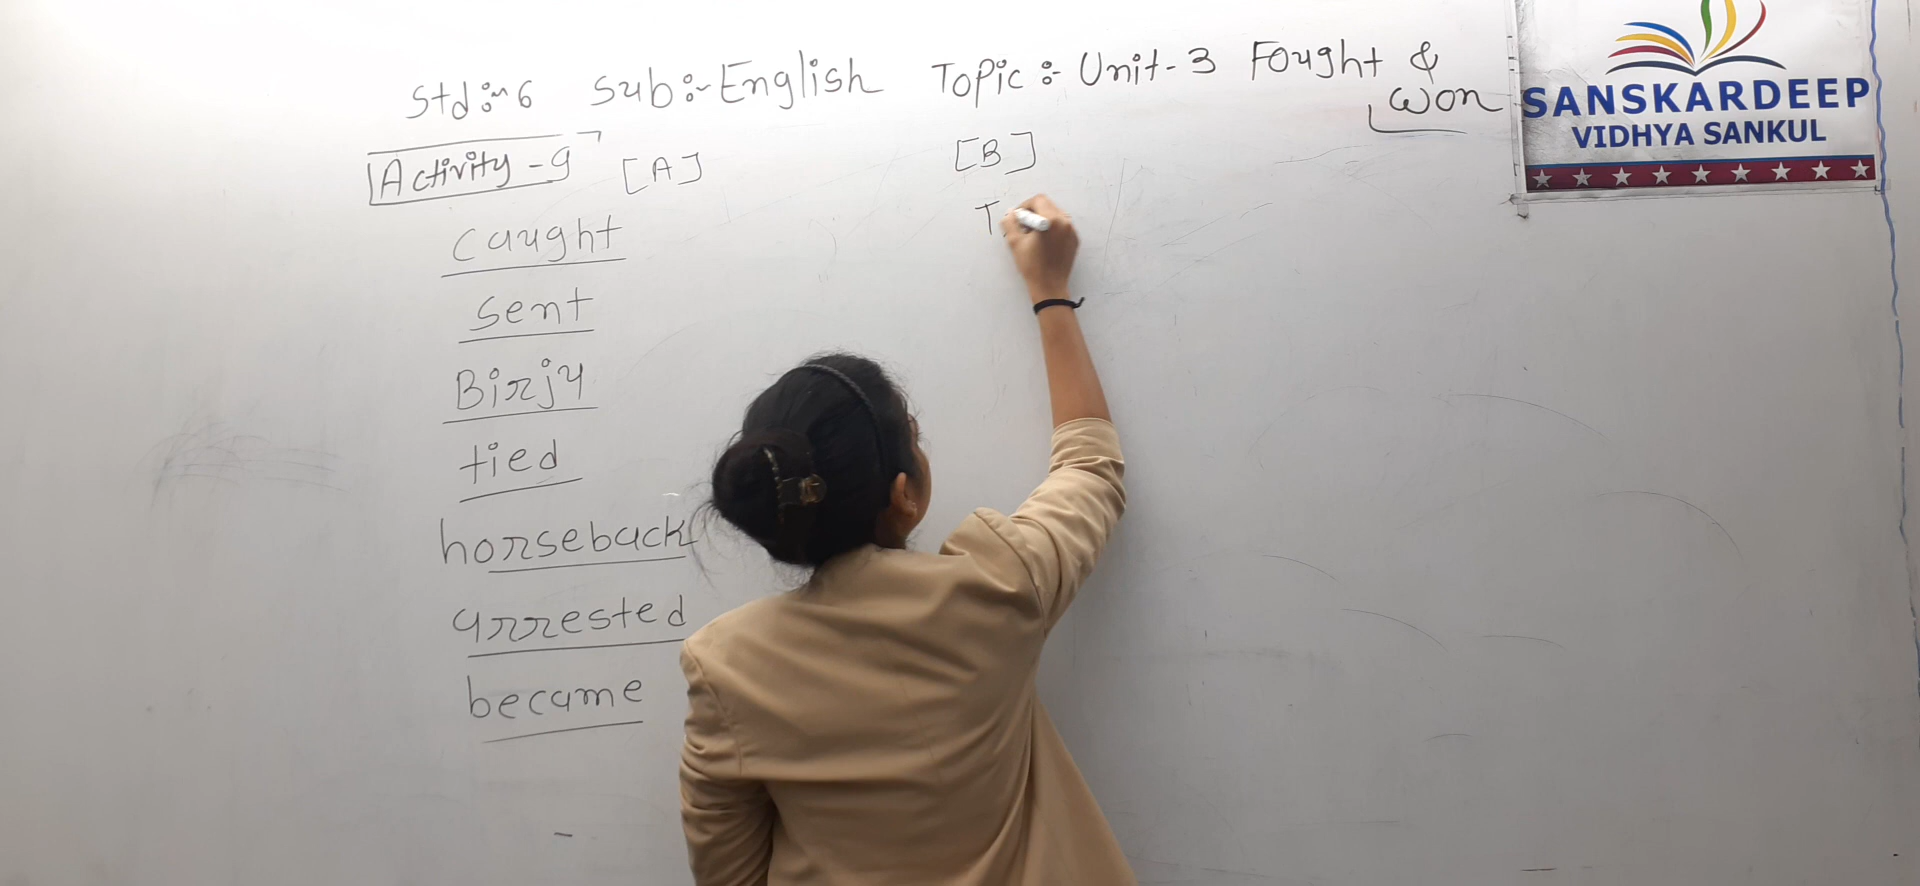 Std :- 6 Sub :- English Topic :- Unit-3 Fought &
won
SANSKARDEEP
VIDHYA SANKUL
Activity - 9 [A] [B]
caught T
sent
Birju
tied
horseback
arrested
became